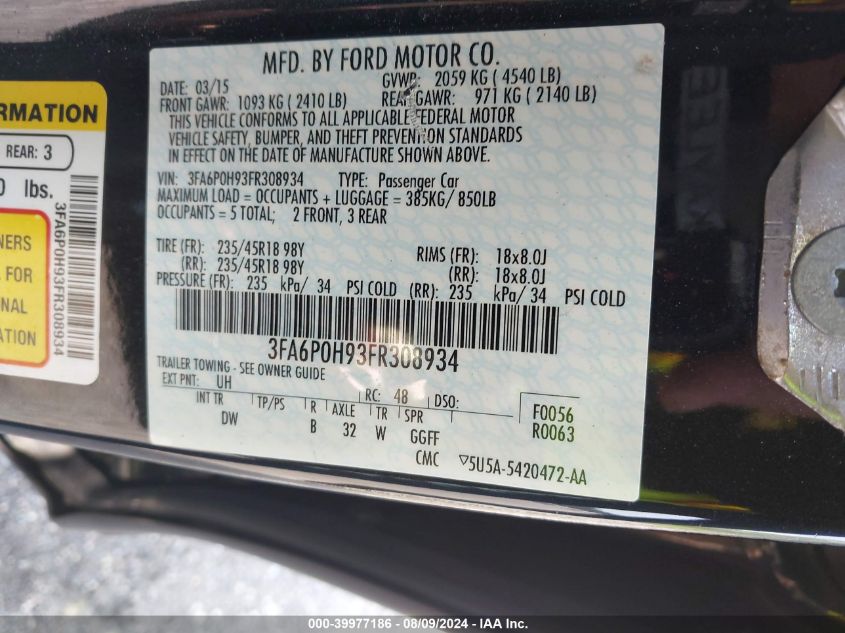 MFD. BY FORD MOTOR CO.
DATE: 03/15 GVWR: 2059 KG ( 4540 LB)
FRONT GAWR: 1093 KG ( 2410 LB) REAR GAWR: 971 KG ( 2140 LB)
THIS VEHICLE CONFORMS TO ALL APPLICABLE FEDERAL MOTOR
VEHICLE SAFETY, BUMPER, AND THEFT PREVENTION STANDARDS
IN EFFECT ON THE DATE OF MANUFACTURE SHOWN ABOVE.
VIN: 3FA6P0H93FR308934 TYPE: Passenger Car
MAXIMUM LOAD = OCCUPANTS + LUGGAGE = 385KG/ 850LB
OCCUPANTS = 5 TOTAL; 2 FRONT, 3 REAR
TIRE (FR): 235/45R18 98Y RIMS (FR): 18x8.0J
(RR): 235/45R18 98Y (RR): 18x8.0J
PRESSURE (FR): 235 kPa/ 34 PSI COLD (RR): 235 kPa/ 34 PSI COLD
3FA6P0H93FR308934
TRAILER TOWING - SEE OWNER GUIDE
EXT PNT: UH RC: 48 DSO:
INT TR TP/PS R AXLE TR SPR F0056
DW B 32 W GGFF R0063
CMC ▽5U5A-5420472-AA
RMATION
REAR: 3
0 lbs.
NERS
L FOR
ONAL
ATION
3FA6P0H93FR308934
000-39977186 - 08/09/2024 - IAA Inc.